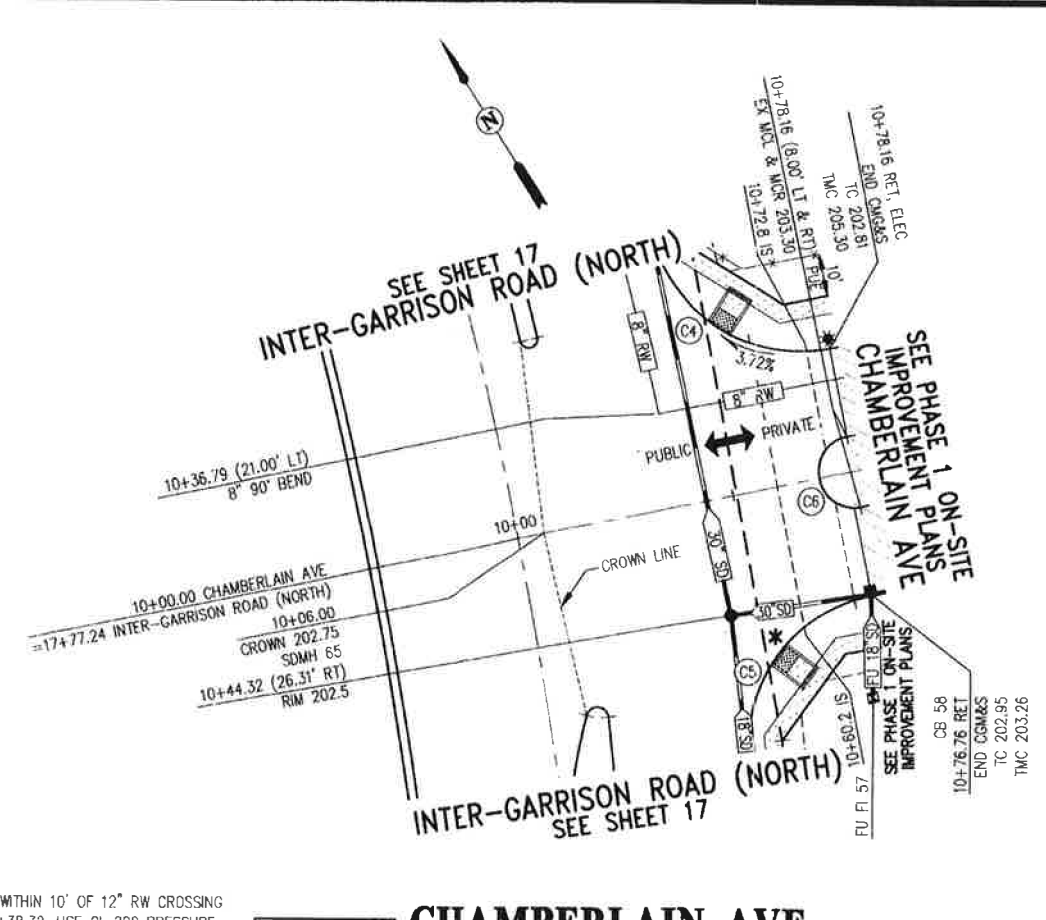 N
SEE SHEET 17
INTER-GARRISON ROAD (NORTH)
10+78.16 (8.00' LT & RT)
EX MCL & MCR 203.30
10+72.8 IS *
10+78.16 RET, ELEC
END CMG&S
TC 202.81
TMC 205.30
10'
PUE
C4
3.72%
8" RW
8" RW
SEE PHASE 1 ON-SITE
IMPROVEMENT PLANS
CHAMBERLAIN AVE
PUBLIC
PRIVATE
C6
10+36.79 (21.00' LT)
8" 90' BEND
10+00
30" SD
CROWN LINE
10+00.00 CHAMBERLAIN AVE
=17+77.24 INTER-GARRISON ROAD (NORTH)
10+06.00
CROWN 202.75
SDMH 65
10+44.32 (26.31' RT)
RIM 202.5
30"SD
*
C5
18"SD
FU 18"SD
SEE PHASE 1 ON-SITE
IMPROVEMENT PLANS
10+60.2 IS
FU FI 57
CB 58
10+76.76 RET
END CGM&S
TC 202.95
TMC 203.26
INTER-GARRISON ROAD (NORTH)
SEE SHEET 17
WITHIN 10' OF 12" RW CROSSING
CHAMBERLAIN AVE